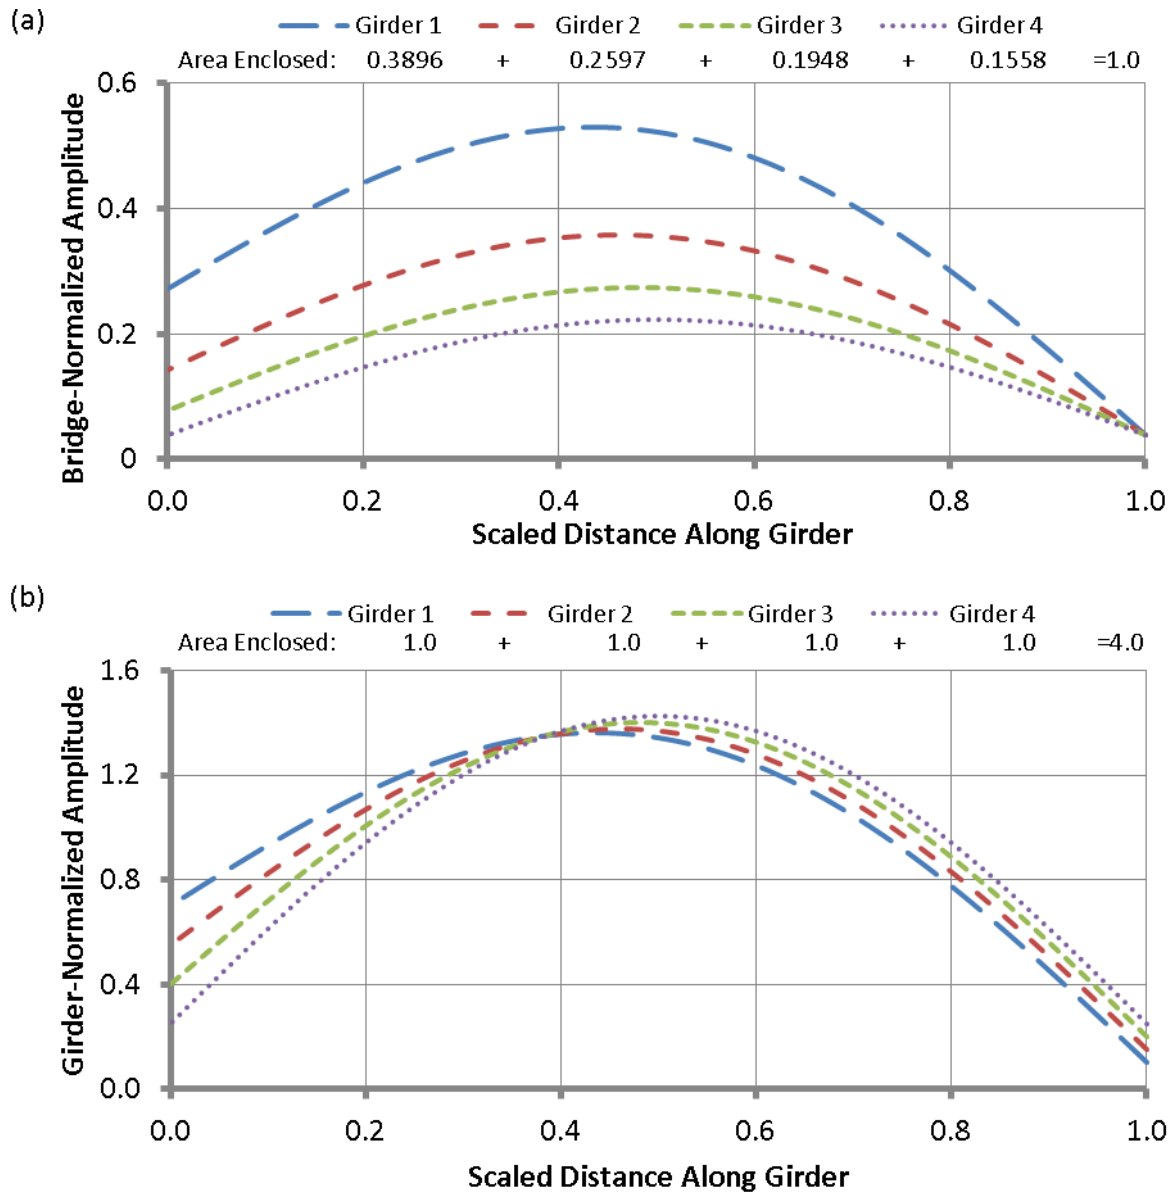 (a)
Girder 1 Girder 2 Girder 3 Girder 4
Area Enclosed: 0.3896 + 0.2597 + 0.1948 + 0.1558 =1.0
0.6
0.4
0.2
0
Bridge-Normalized Amplitude
0.0 0.2 0.4 0.6 0.8 1.0
Scaled Distance Along Girder
(b)
Girder 1 Girder 2 Girder 3 Girder 4
Area Enclosed: 1.0 + 1.0 + 1.0 + 1.0 =4.0
1.6
1.2
0.8
0.4
0.0
Girder-Normalized Amplitude
0.0 0.2 0.4 0.6 0.8 1.0
Scaled Distance Along Girder